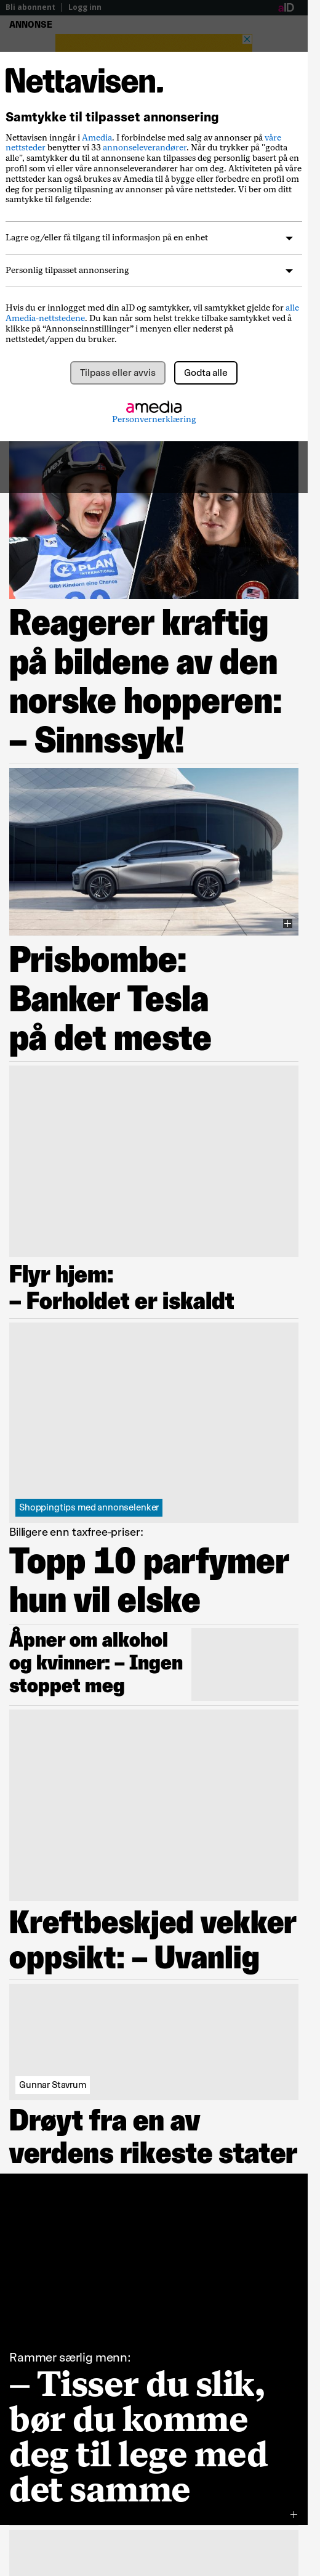 Bli abonnent | Logg inn
aID
ANNONSE
Nettavisen.
Samtykke til tilpasset annonsering
Nettavisen inngår i Amedia. I forbindelse med salg av annonser på våre
nettsteder benytter vi 33 annonseleverandører. Når du trykker på "godta
alle", samtykker du til at annonsene kan tilpasses deg personlig basert på en
profil som vi eller våre annonseleverandører har om deg. Aktiviteten på våre
nettsteder kan også brukes av Amedia til å bygge eller forbedre en profil om
deg for personlig tilpasning av annonser på våre nettsteder. Vi ber om ditt
samtykke til følgende:
Lagre og/eller få tilgang til informasjon på en enhet
Personlig tilpasset annonsering
Hvis du er innlogget med din aID og samtykker, vil samtykket gjelde for alle
Amedia-nettstedene. Du kan når som helst trekke tilbake samtykket ved å
klikke på “Annonseinnstillinger” i menyen eller nederst på
nettstedet/appen du bruker.
Tilpass eller avvis
Godta alle
amedia
Personvernerklæring
PLAN
INTERNATIONAL
Gi en jente en sjanse
Reagerer kraftig
på bildene av den
norske hopperen:
– Sinnssyk!
Prisbombe:
Banker Tesla
på det meste
Flyr hjem:
– Forholdet er iskaldt
Shoppingtips med annonselenker
Billigere enn taxfree-priser:
Topp 10 parfymer
hun vil elske
Åpner om alkohol
og kvinner: – Ingen
stoppet meg
Kreftbeskjed vekker
oppsikt: – Uvanlig
Gunnar Stavrum
Drøyt fra en av
verdens rikeste stater
Rammer særlig menn:
– Tisser du slik,
bør du komme
deg til lege med
det samme